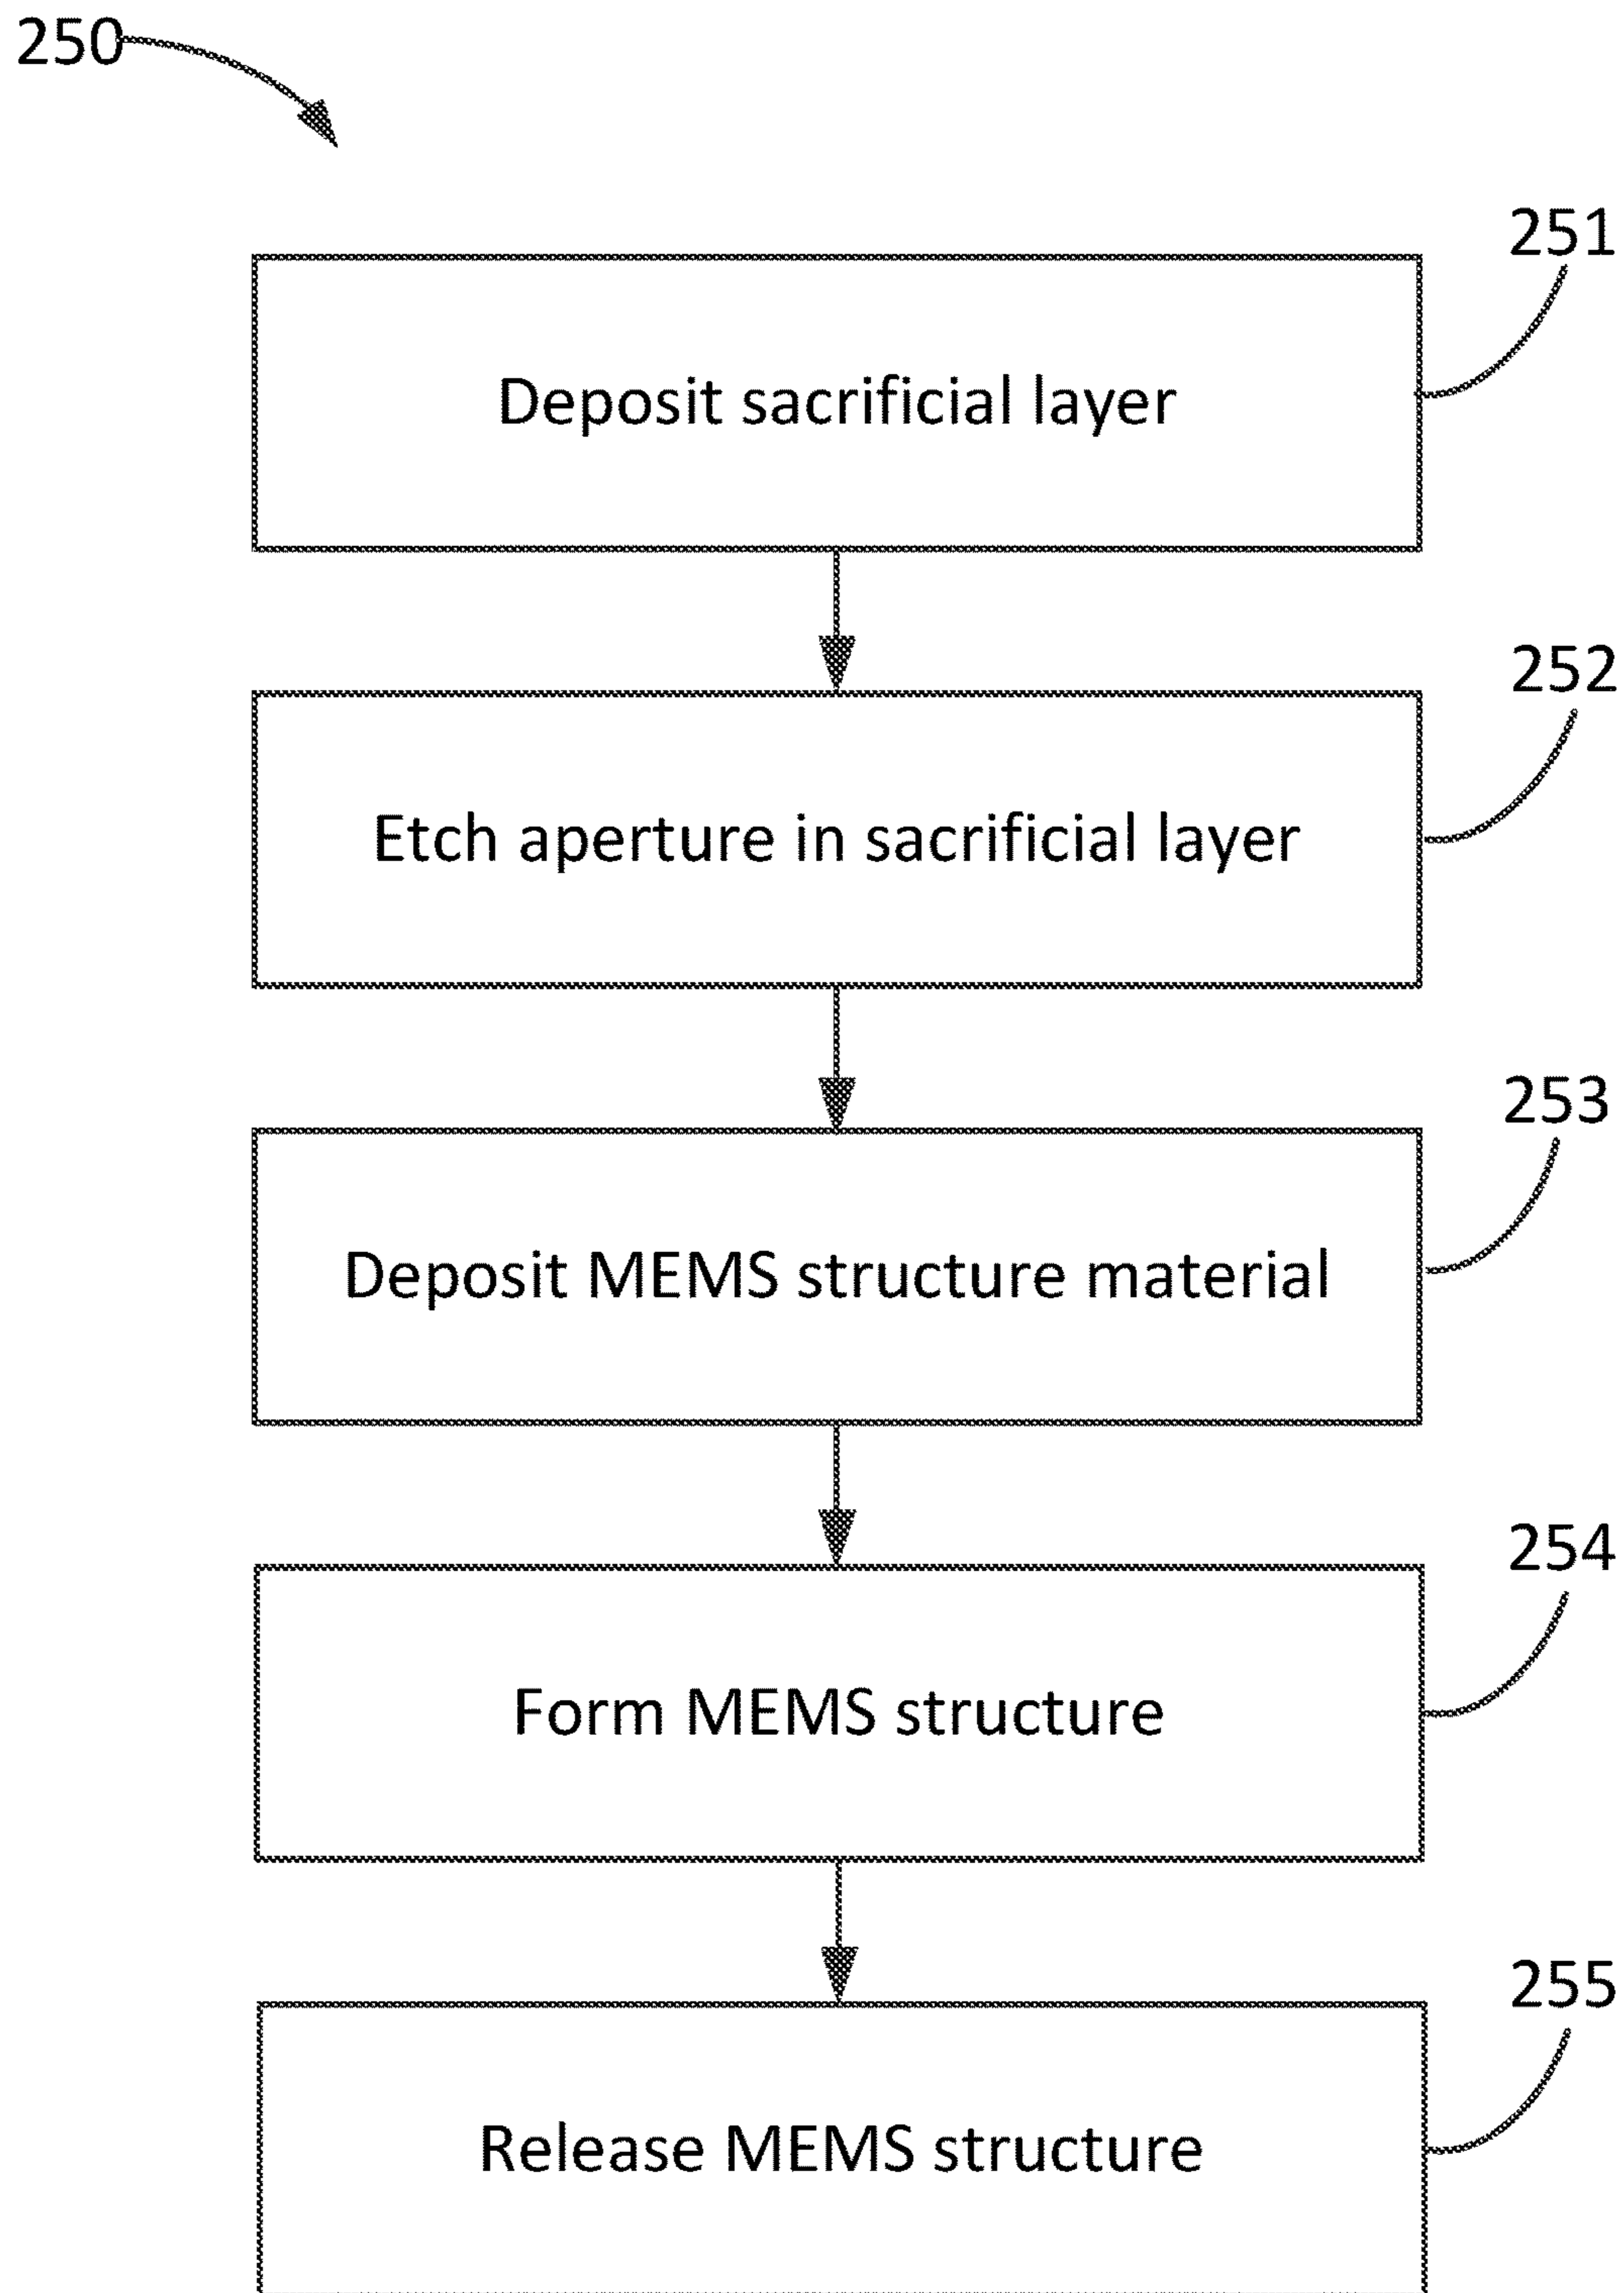 250
251
Deposit sacrificial layer
252
Etch aperture in sacrificial layer
253
Deposit MEMS structure material
254
Form MEMS structure
255
Release MEMS structure